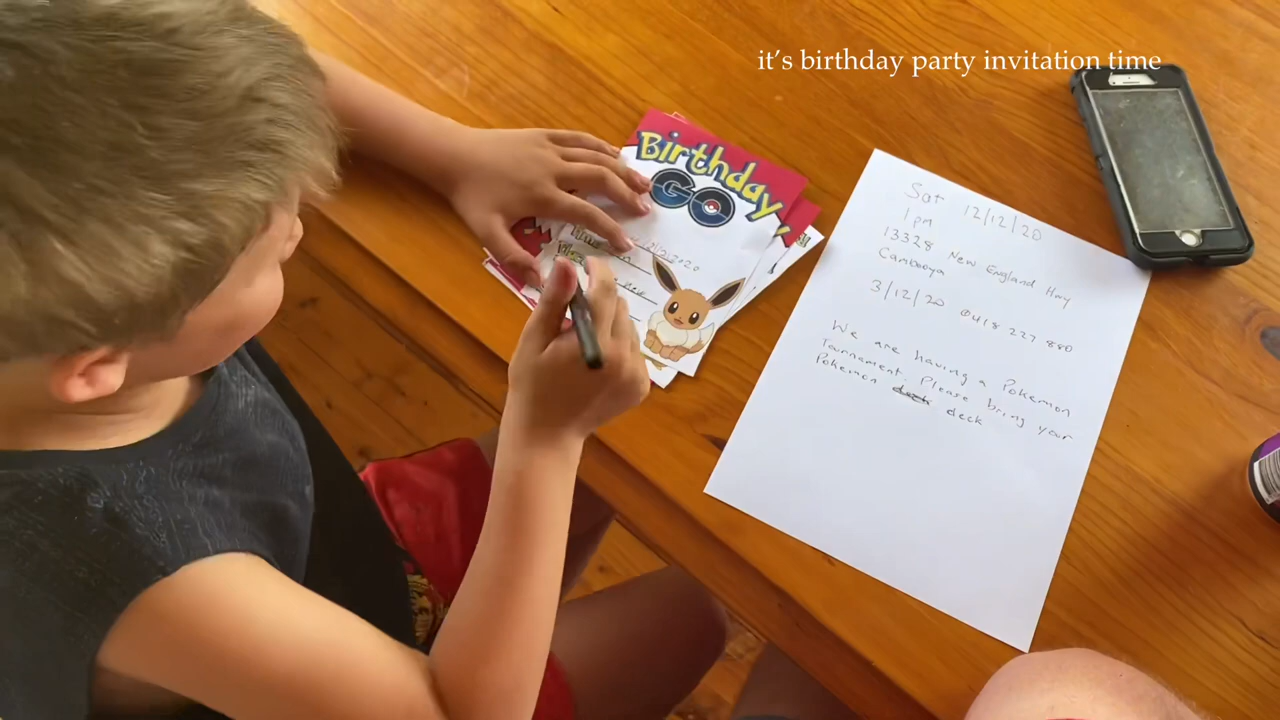 it's birthday party invitation time
Birthday
GO
Sat 12/12/20
1pm
13328 New England Hwy
Cambooya
3/12/20 0418 227 880
We are having a Pokemon
Tournament. Please bring your
Pokemon deck deck